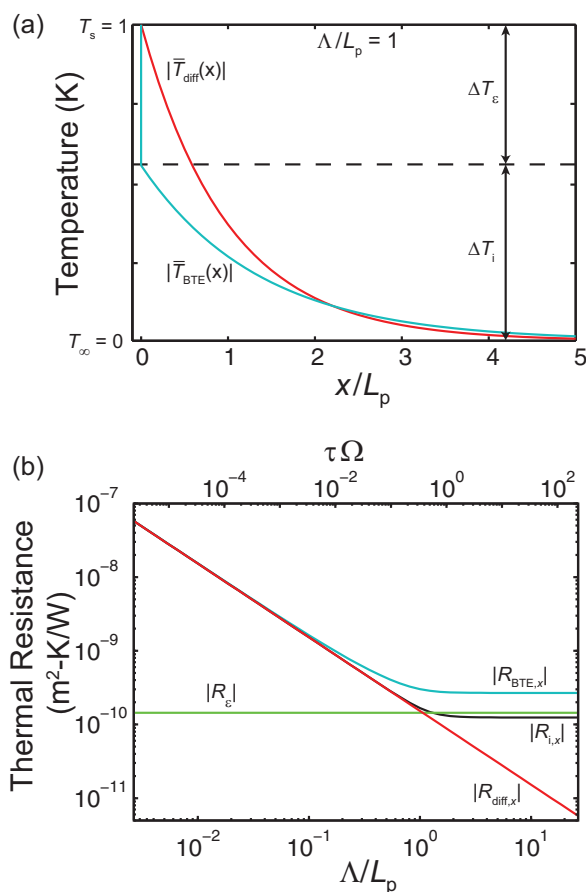 (a)
T_s = 1
Λ/L_p = 1
|T̅_diff(x)|
ΔT_ε
Temperature (K)
|T̅_BTE(x)|
ΔT_i
T_∞ = 0
0 1 2 3 4 5
x/L_p
(b)
τΩ
10^-4 10^-2 10^0 10^2
10^-7
10^-8
10^-9
10^-10
10^-11
Thermal Resistance
(m^2-K/W)
|R_BTE,x|
|R_ε|
|R_i,x|
|R_diff,x|
10^-2 10^-1 10^0 10^1
Λ/L_p